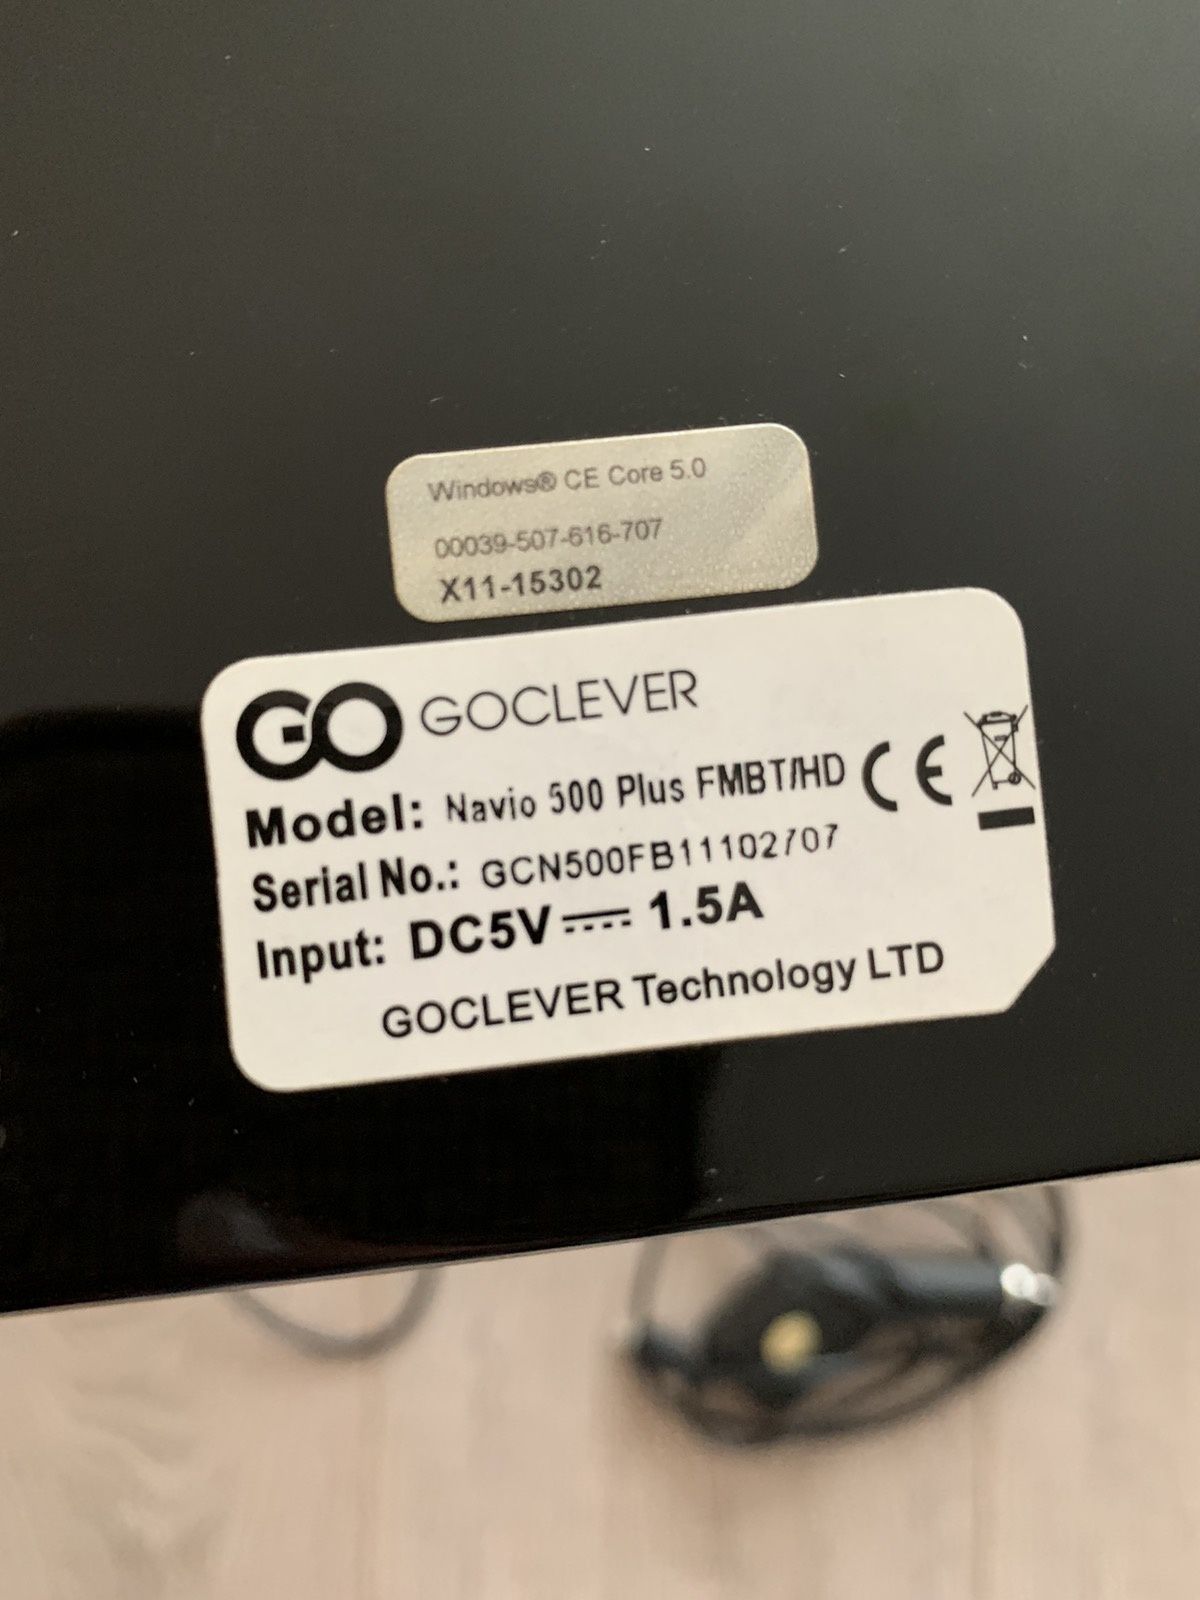 Windows® CE Core 5.0
00039-507-616-707
X11-15302
GO GOCLEVER
Model: Navio 500 Plus FMBT/HD CE
Serial No.: GCN500FB11102707
Input: DC5V⎓1.5A
GOCLEVER Technology LTD